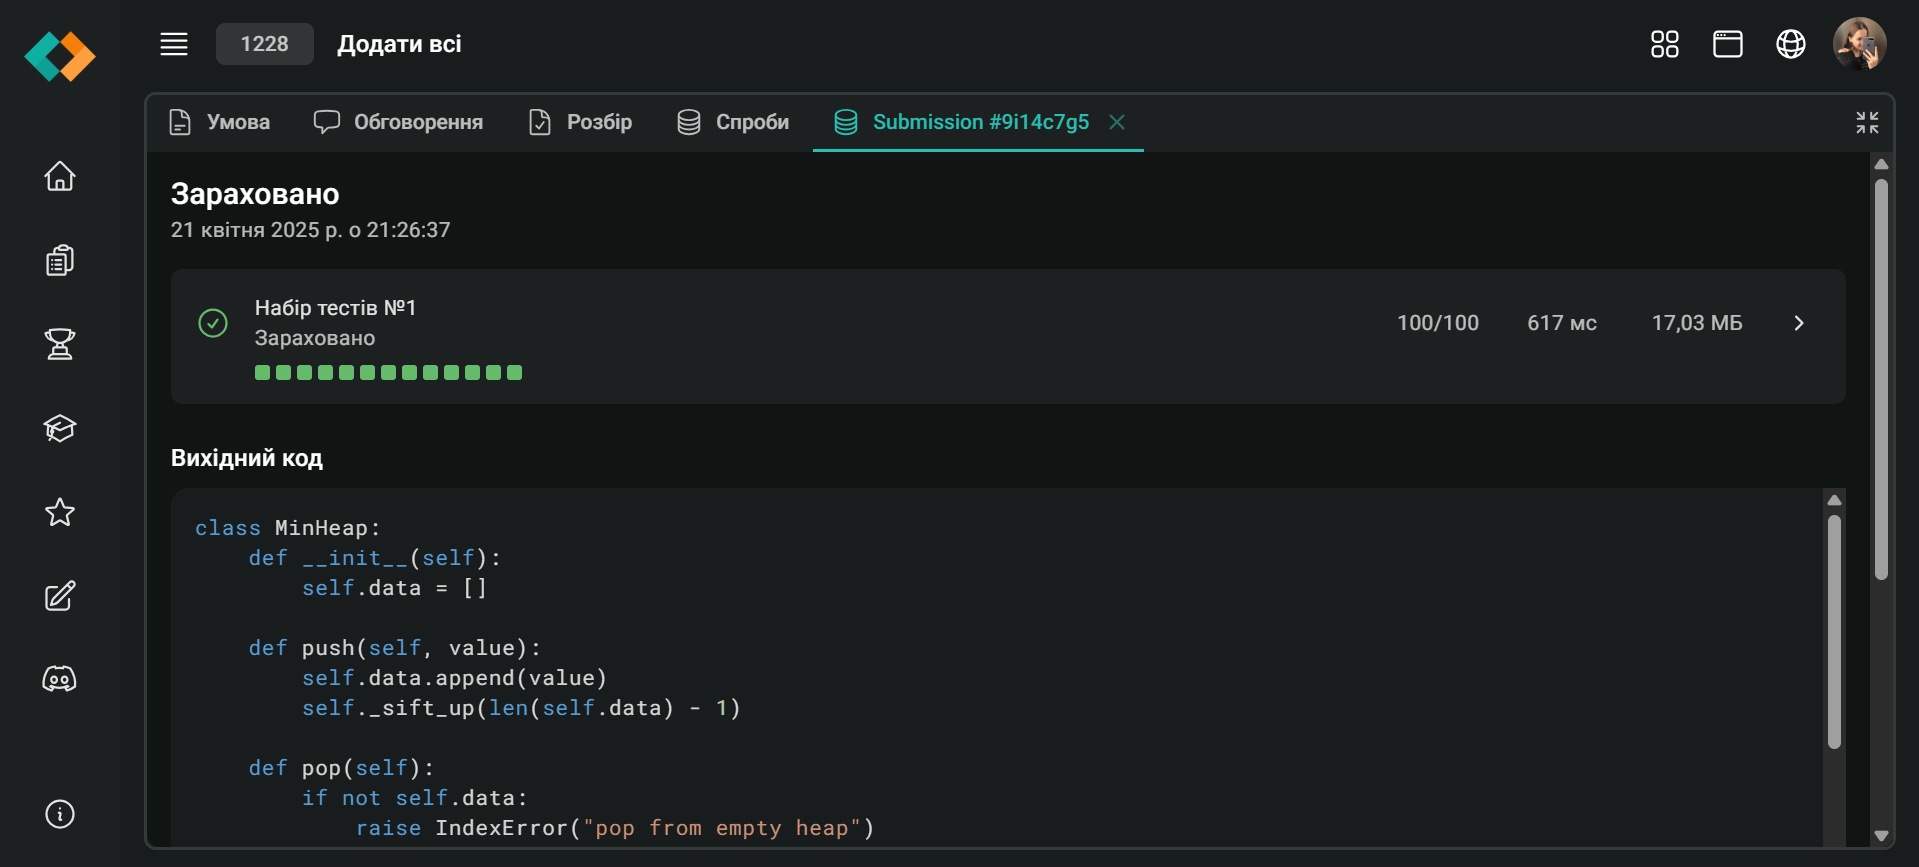 1228 Додати всі
Умова Обговорення Розбір Спроби Submission #9i14c7g5
Зараховано
21 квітня 2025 р. о 21:26:37
Набір тестів №1
Зараховано
100/100 617 мс 17,03 МБ
Вихідний код
class MinHeap:
    def __init__(self):
        self.data = []
    def push(self, value):
        self.data.append(value)
        self._sift_up(len(self.data) - 1)
    def pop(self):
        if not self.data:
            raise IndexError("pop from empty heap")